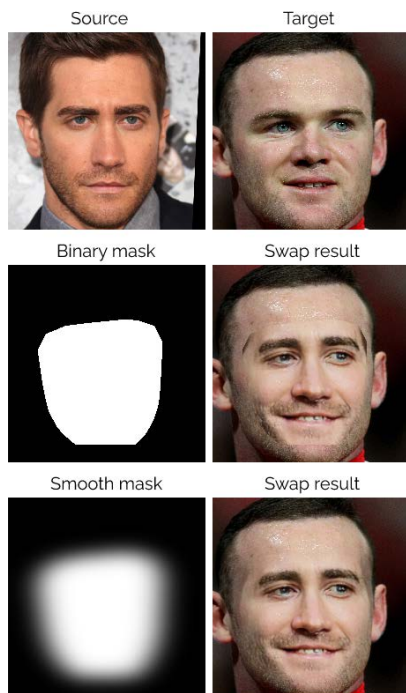 Source
Target
Binary mask
Swap result
Smooth mask
Swap result